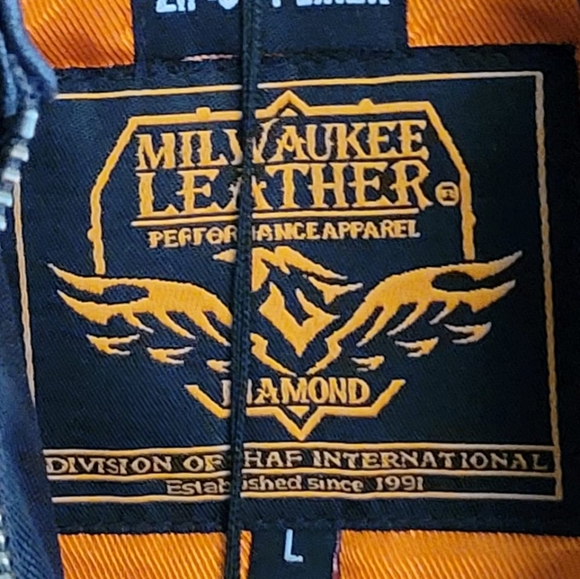 MILWAUKEE
LEATHER®
PERFORMANCE APPAREL
DIAMOND
DIVISION OF SHAF INTERNATIONAL
Established since 1991
L